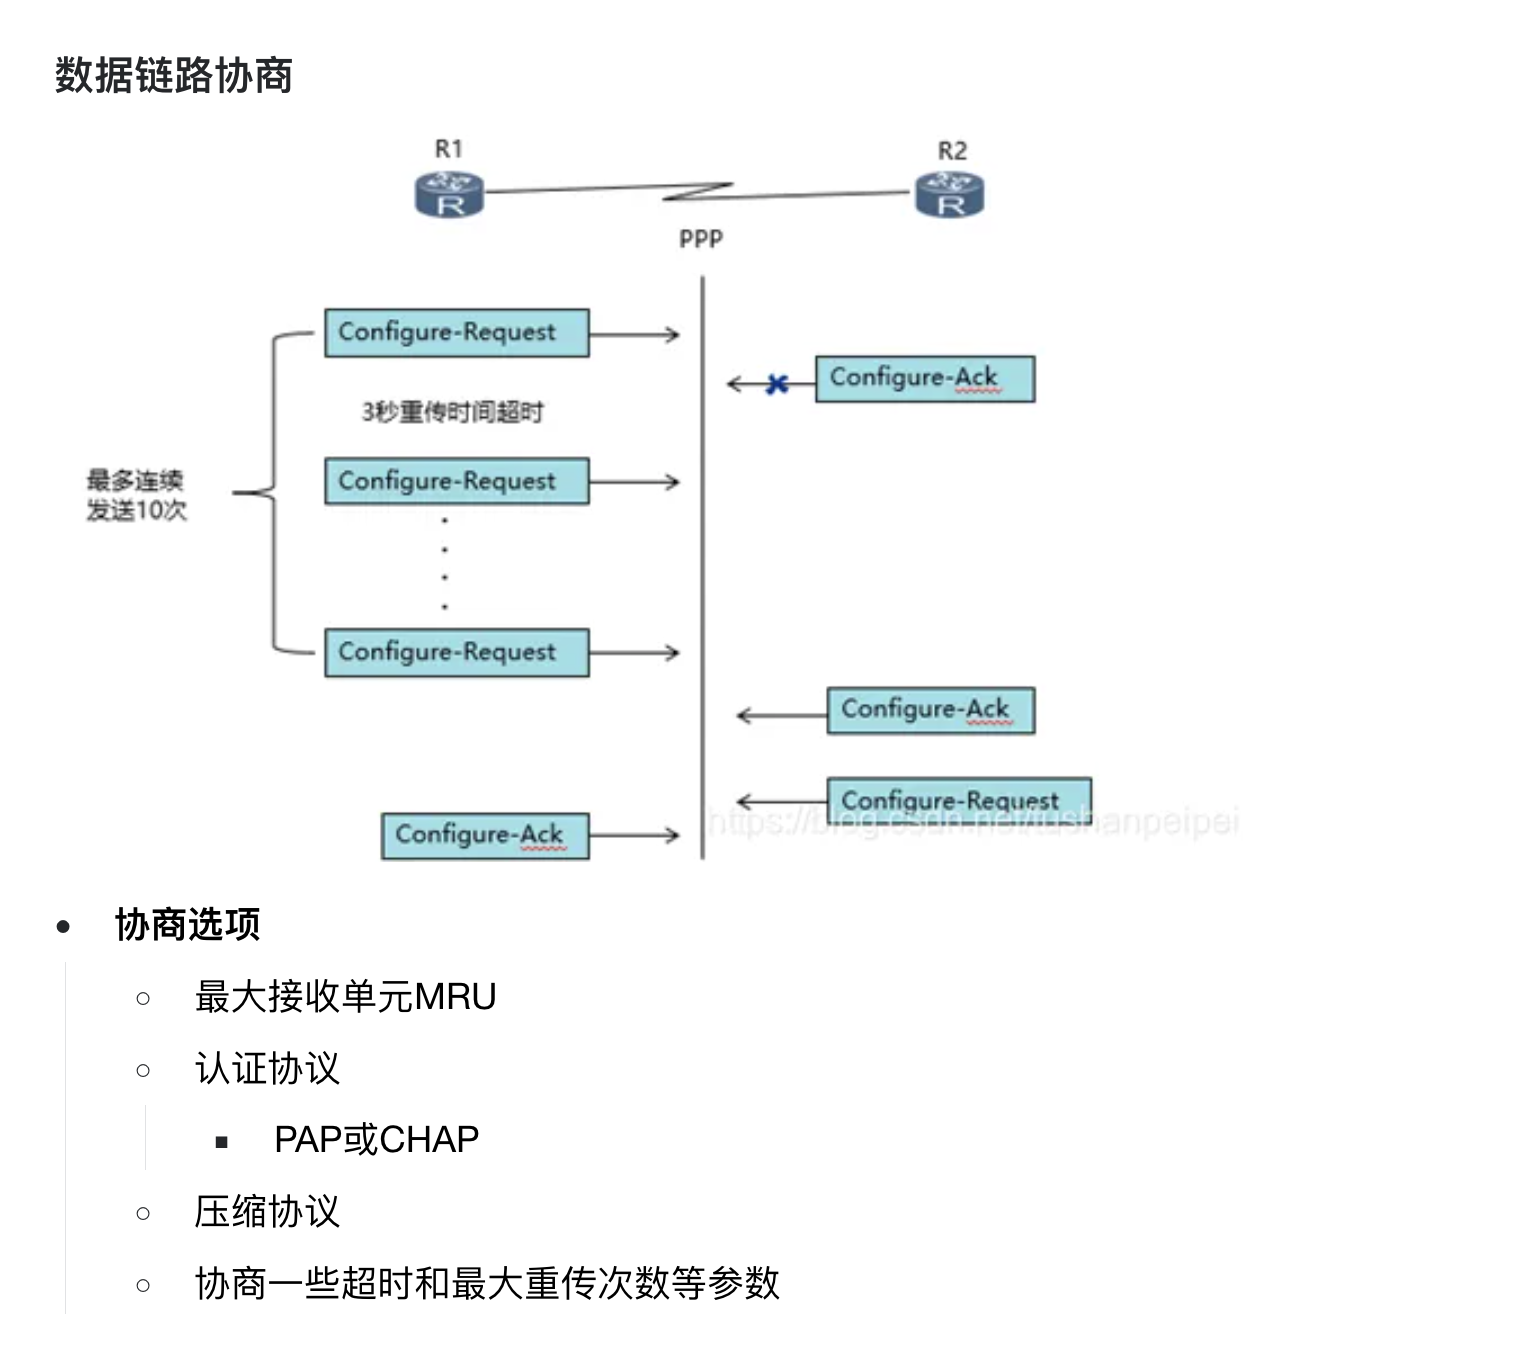 数据链路协商
R1
R2
R
R
PPP
Configure-Request
Configure-Ack
3秒重传时间超时
最多连续
发送10次
Configure-Request
Configure-Request
Configure-Ack
Configure-Request
https://blog.csdn.net/tushanpeipei
Configure-Ack
协商选项
最大接收单元MRU
认证协议
PAP或CHAP
压缩协议
协商一些超时和最大重传次数等参数